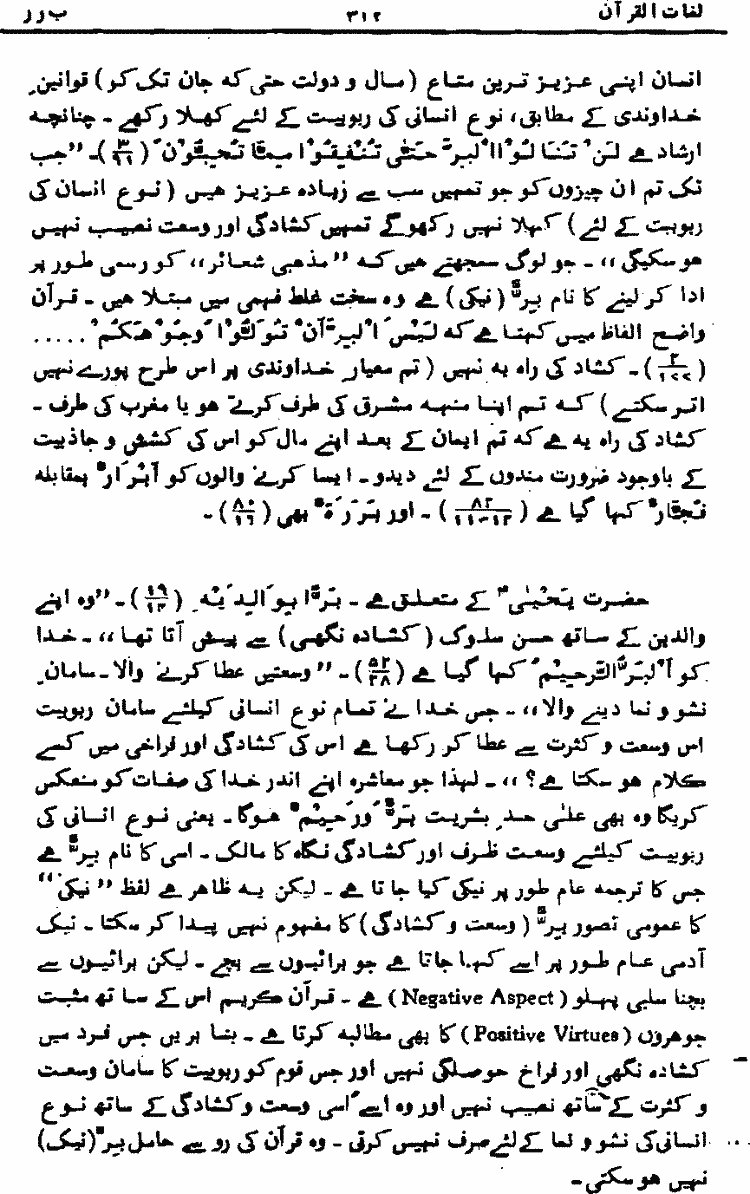 لغات القرآن ۳۱۲ ب ر ر
انسان اپنی عزیز ترین متاع (مال و دولت حتی کہ جان تک کو) قوانینِ
خداوندی کے مطابق، نوع انسانی کی ربوبیت کے لئے کھلا رکھے ۔ چنانچہ
ارشاد ہے لَنْ تَنَالُوا الْبِرَّ حَتّٰی تُنْفِقُوْا مِمَّا تُحِبُّوْنَ (۳/۹۱)۔ ”جب
تک تم ان چیزوں کو جو تمہیں سب سے زیادہ عزیز ہیں (نوع انسان کی
ربوبیت کے لئے) کھلا نہیں رکھوگے تمہیں کشادگی اور وسعت نصیب نہیں
ہو سکیگی،، ۔ جو لوگ سمجھتے ہیں کہ ”مذہبی شعائر،، کو رسمی طور پر
ادا کر لینے کا نام بِرٌّ (نیکی) ہے وہ سخت غلط فہمی میں مبتلا ہیں ۔ قرآن
واضح الفاظ میں کہتا ہے کہ لَیْسَ الْبِرَّ اَنْ تُوَلُّوْا وُجُوْھَکُمْ .....
(۲/۱۷۷)۔ کشاد کی راہ یہ نہیں (تم معیار خداوندی پر اس طرح پورے نہیں
اتر سکتے) کہ تم اپنا منہہ مشرق کی طرف کرتے ہو یا مغرب کی طرف ۔
کشاد کی راہ یہ ہے کہ تم ایمان کے بعد اپنے مال کو اس کی کشش و جاذبیت
کے باوجود ضرورت مندوں کے لئے دیدو۔ ایسا کرنے والوں کو اَبْرَارٌ بمقابلہ
فُجَّارٌ کہا گیا ہے (۸۲/۱۳-۱۱)۔ اور بَرَرَۃٌ بھی (۸۰/۱۶)۔
حضرت یَحْیٰیؑ کے متعلق ہے ۔ بَرًّا بِوَالِدَیْہِ (۱۹/۱۴)۔ ”وہ اپنے
والدین کے ساتھ حسن سلوک (کشادہ نگہی) سے پیش آتا تھا،،۔ خدا
کو اَلْبَرُّ الرَّحِیْمُ کہا گیا ہے (۵۲/۲۸)۔ ”وسعتیں عطا کرنے والا۔ سامانِ
نشو و نما دینے والا،،۔ جس خدا نے تمام نوع انسانی کیلئے سامان ربوبیت
اس وسعت و کثرت سے عطا کر رکھا ہے اس کی کشادگی اور فراخی میں کسے
کلام ہو سکتا ہے؟،، ۔ لہذا جو معاشرہ اپنے اندر خدا کی صفات کو منعکس
کریگا وہ بھی علیٰ حدِ بشریت بَرٌّ وَرَحِیْمٌ ہوگا۔ یعنی نوع انسانی کی
ربوبیت کیلئے وسعت ظرف اور کشادگی نگاہ کا مالک ۔ اسی کا نام بِرٌّ ہے
جس کا ترجمہ عام طور پر نیکی کیا جاتا ہے ۔ لیکن یہ ظاہر ہے لفظ ”نیکی“
کا عمومی تصور بِرٌّ (وسعت و کشادگی) کا مفہوم نہیں پیدا کر سکتا ۔ نیک
آدمی عام طور پر اسے کہا جاتا ہے جو برائیوں سے بچے ۔ لیکن برائیوں سے
بچنا سلبی پہلو (Negative Aspect) ہے ۔ قرآن کریم اس کے ساتھ مثبت
جوہروں (Positive Virtues) کا بھی مطالبہ کرتا ہے ۔ بنا بریں جس فرد میں
کشادہ نگہی اور فراخ حوصلگی نہیں اور جس قوم کو ربوبیت کا سامان وسعت
و کثرت کے ساتھ نصیب نہیں اور وہ اسے اسی وسعت و کشادگی کے ساتھ نوع
انسانی کی نشو و نما کے لئے صرف نہیں کرتی ۔ وہ قرآن کی رو سے حامل بِرٌّ (نیک)
نہیں ہو سکتی۔